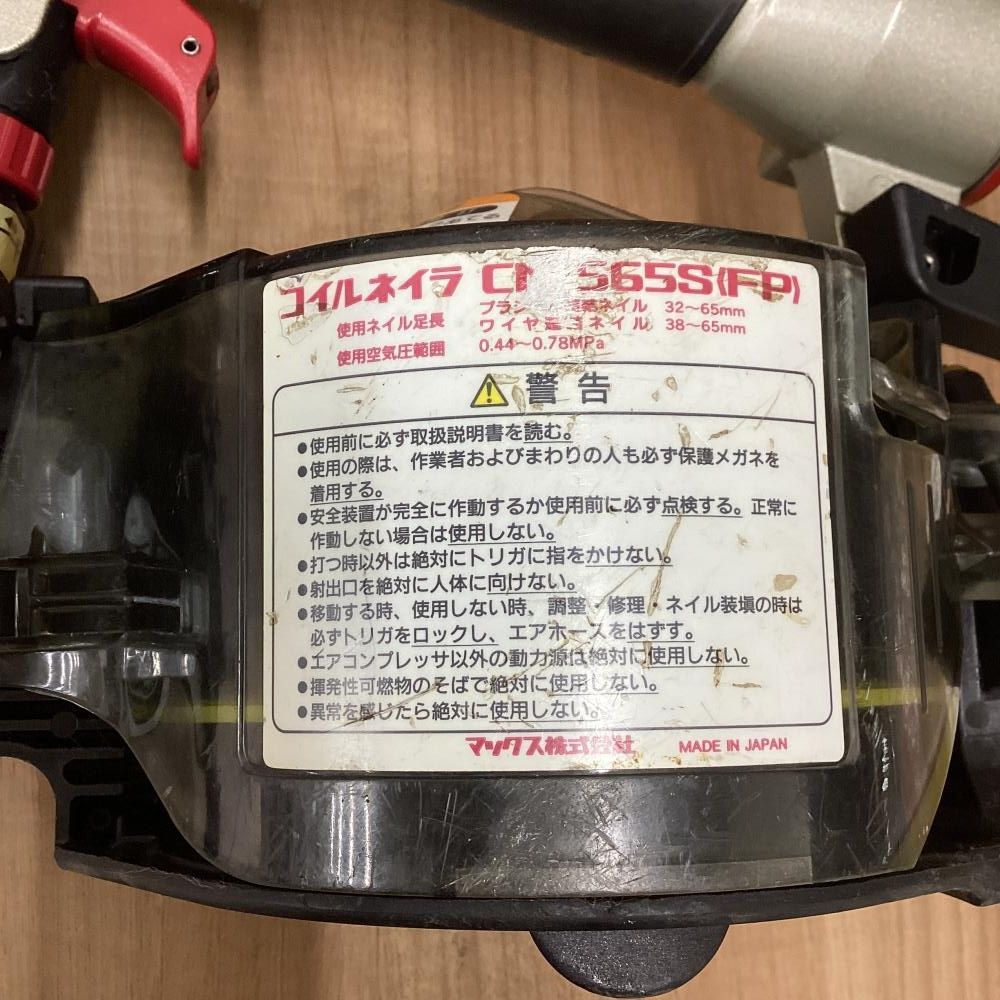 コイルネイラ 565S(FP)
使用ネイル足長 プラシ 結ネイル 32～65mm
ワイヤ連結ネイル 38～65mm
使用空気圧範囲 0.44～0.78MPa
⚠ 警告
●使用前に必ず取扱説明書を読む。
●使用の際は、作業者およびまわりの人も必ず保護メガネを
着用する。
●安全装置が完全に作動するか使用前に必ず点検する。正常に
作動しない場合は使用しない。
●打つ時以外は絶対にトリガに指をかけない。
●射出口を絶対に人体に向けない。
●移動する時、使用しない時、調整・修理・ネイル装填の時は
必ずトリガをロックし、エアホースをはずす。
●エアコンプレッサ以外の動力源は絶対に使用しない。
●揮発性可燃物のそばで絶対に使用しない。
●異常を感じたら絶対に使用しない。
マックス株式会社 MADE IN JAPAN